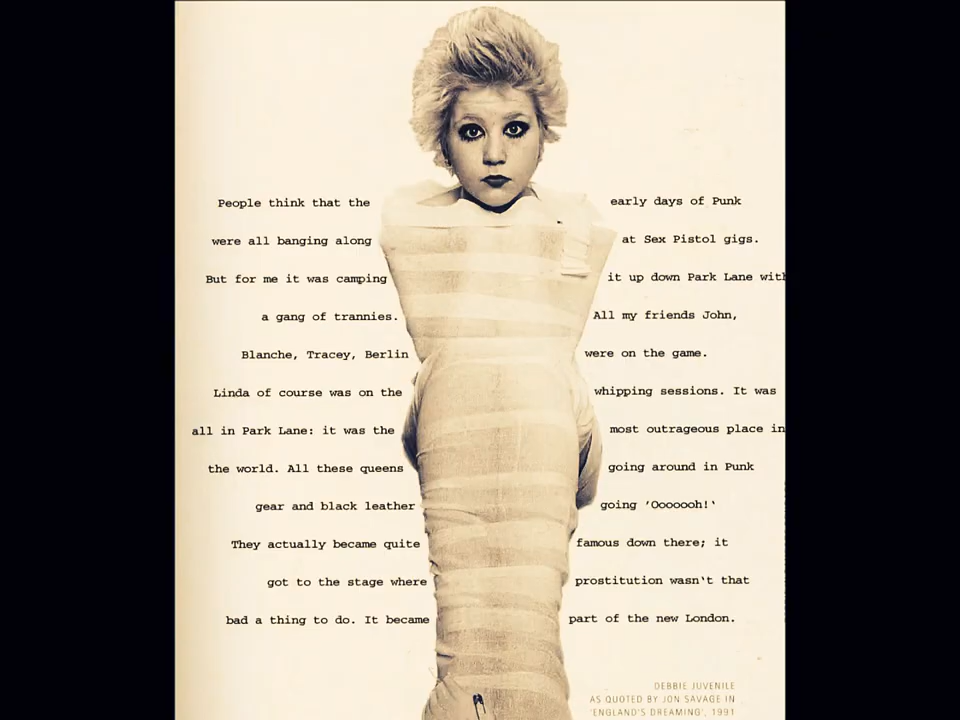 People think that the early days of Punk
were all banging along at Sex Pistol gigs.
But for me it was camping it up down Park Lane with
a gang of trannies. All my friends John,
Blanche, Tracey, Berlin were on the game.
Linda of course was on the whipping sessions. It was
all in Park Lane: it was the most outrageous place in
the world. All these queens going around in Punk
gear and black leather going ’Ooooooh!‘
They actually became quite famous down there; it
got to the stage where prostitution wasn‘t that
bad a thing to do. It became part of the new London.
DEBBIE JUVENILE
AS QUOTED BY JON SAVAGE IN
'ENGLAND'S DREAMING', 1991